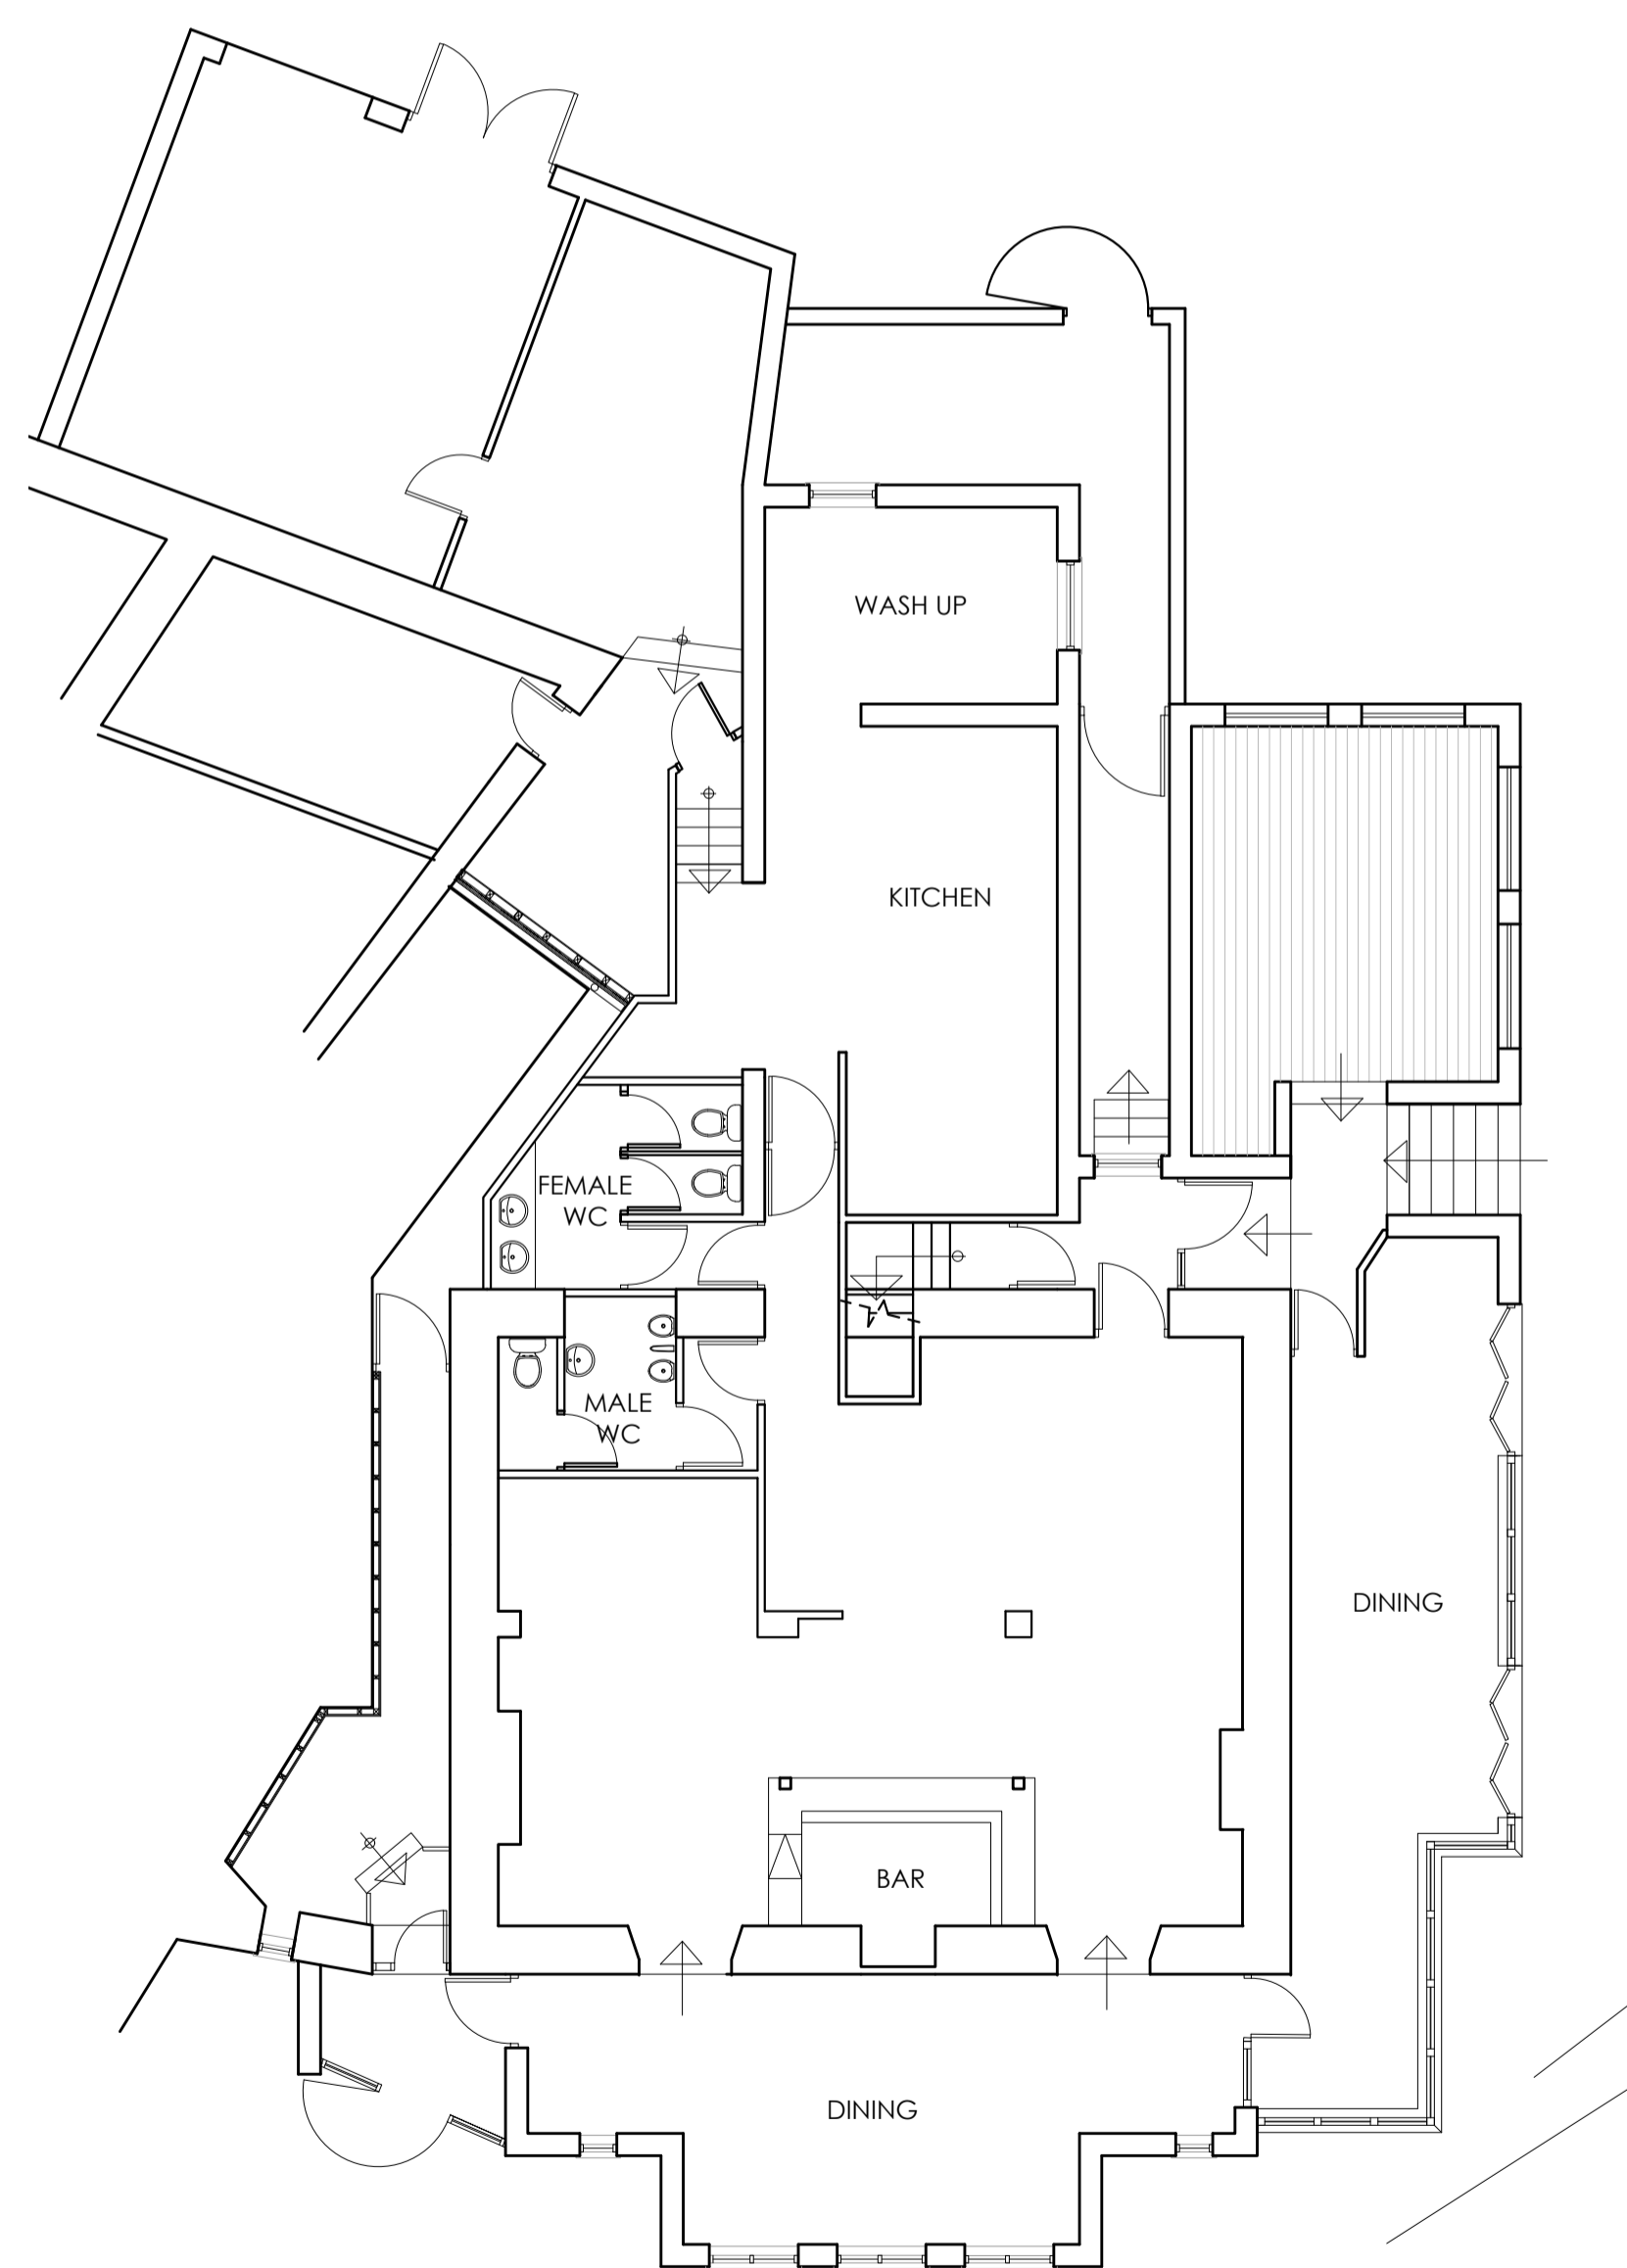 WASH UP
KITCHEN
FEMALE
WC
MALE
WC
DINING
BAR
DINING